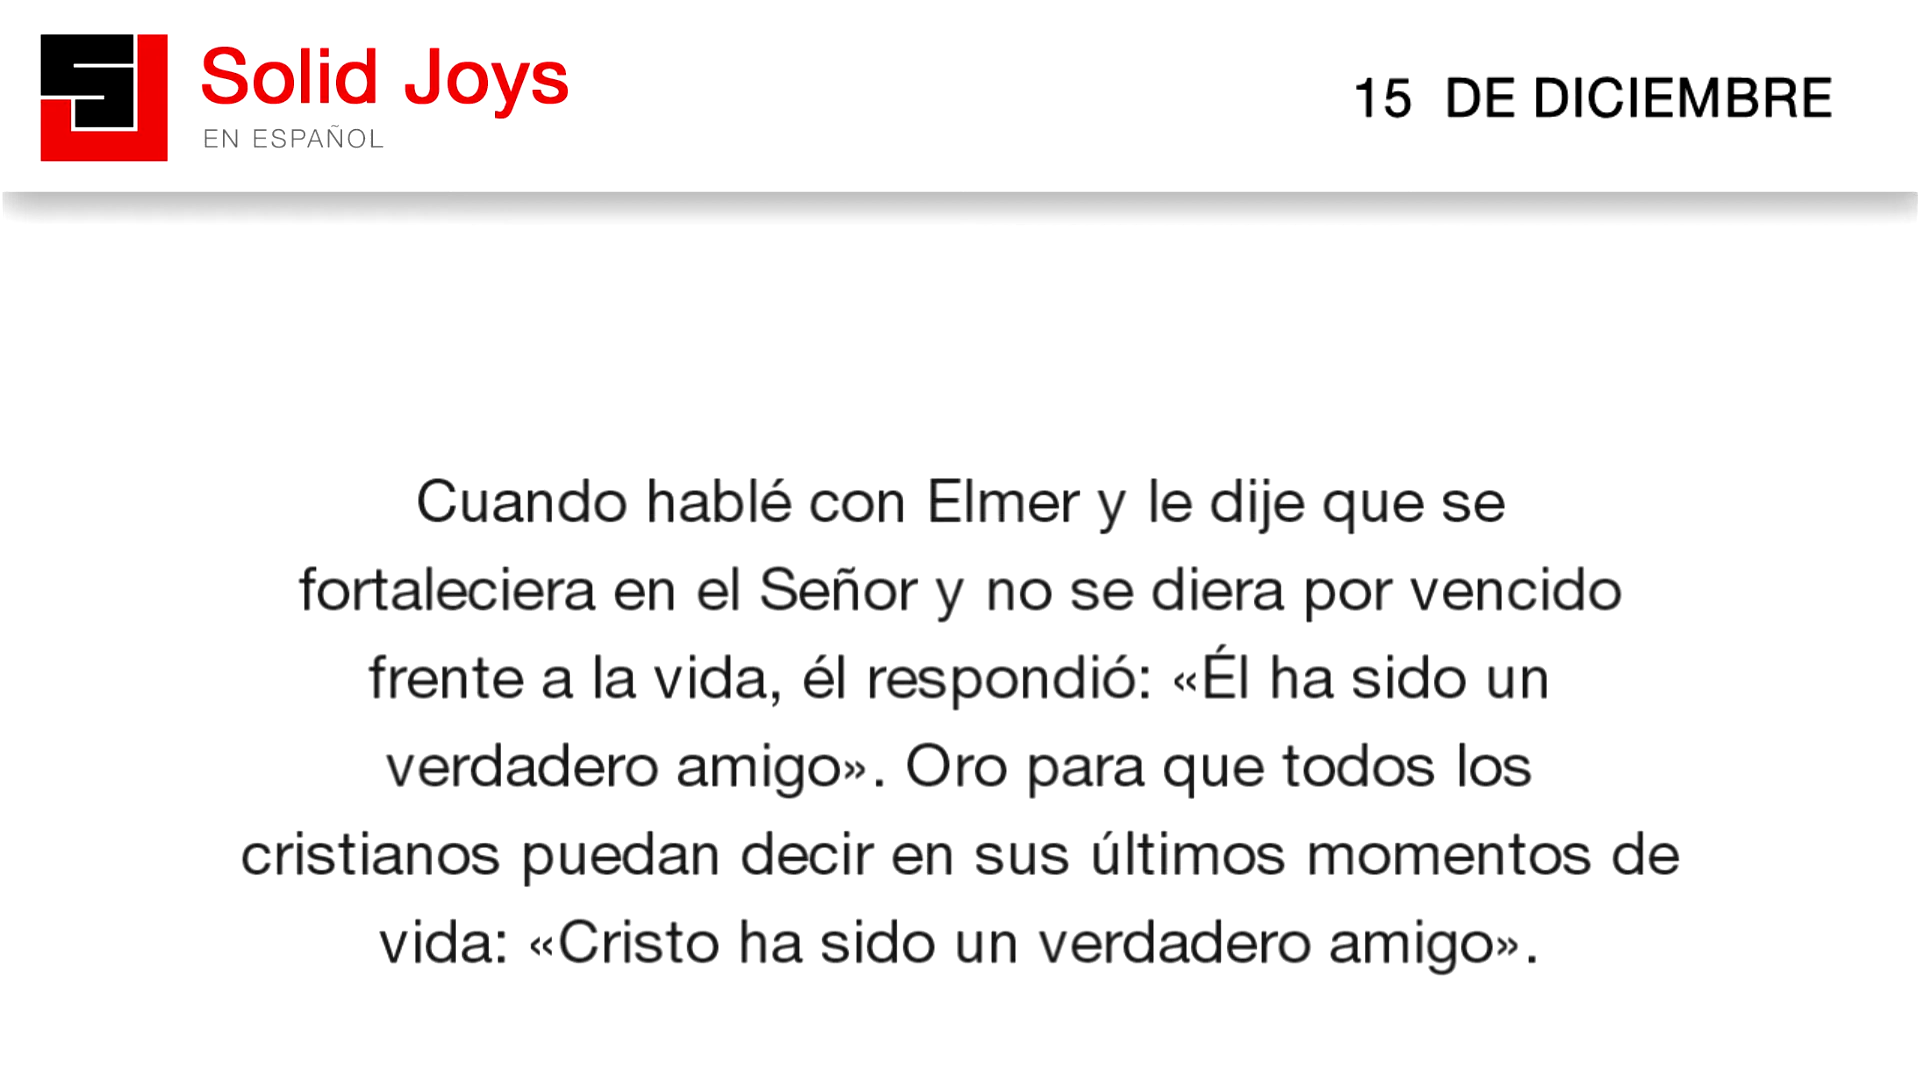 Solid Joys
EN ESPAÑOL
15 DE DICIEMBRE
Cuando hablé con Elmer y le dije que se
fortaleciera en el Señor y no se diera por vencido
frente a la vida, él respondió: «Él ha sido un
verdadero amigo». Oro para que todos los
cristianos puedan decir en sus últimos momentos de
vida: «Cristo ha sido un verdadero amigo».